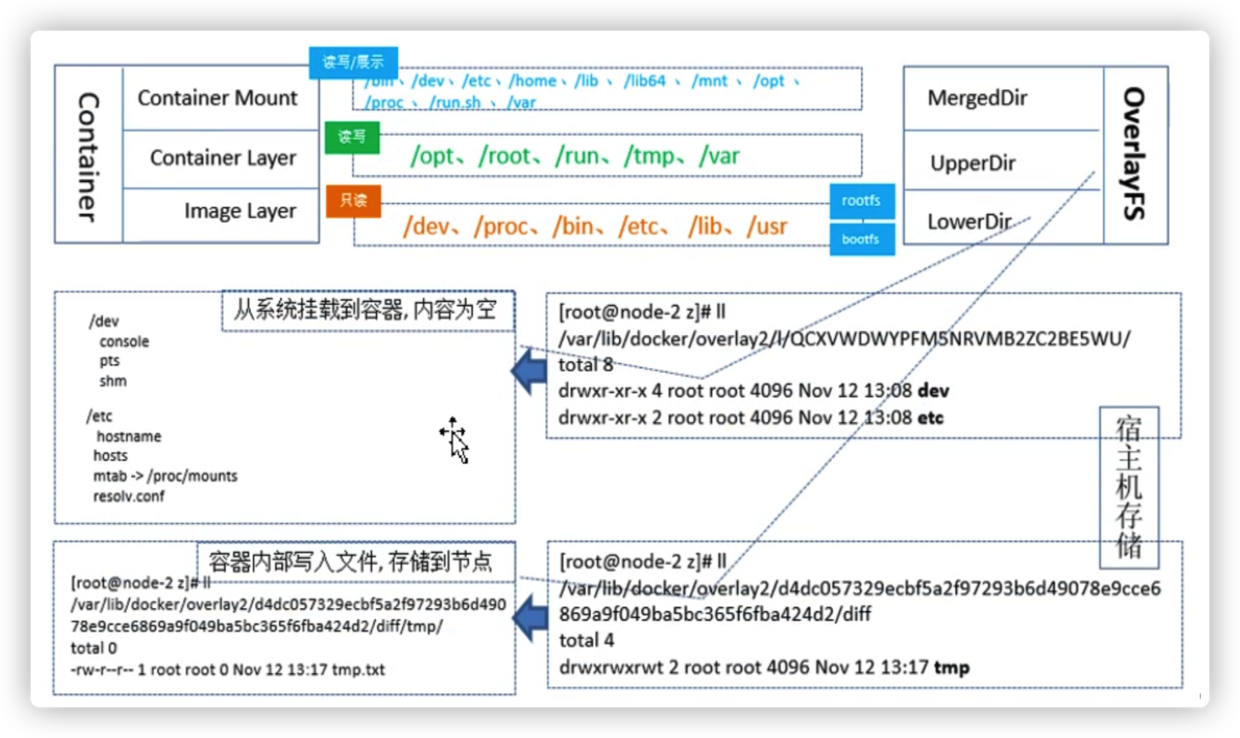 Container
Container Mount
Container Layer
Image Layer
读写/展示
/bin、/dev、/etc、/home、/lib 、/lib64 、/mnt 、/opt 、
/proc 、/run.sh 、/var
读写
/opt、/root、/run、/tmp、/var
只读
/dev、/proc、/bin、/etc、 /lib、/usr
rootfs
bootfs
MergedDir
UpperDir
LowerDir
OverlayFS
从系统挂载到容器, 内容为空
/dev
console
pts
shm
/etc
hostname
hosts
mtab -> /proc/mounts
resolv.conf
[root@node-2 z]# ll
/var/lib/docker/overlay2/l/QCXVWDWYPFM5NRVMB2ZC2BE5WU/
total 8
drwxr-xr-x 4 root root 4096 Nov 12 13:08 dev
drwxr-xr-x 2 root root 4096 Nov 12 13:08 etc
宿主机存储
容器内部写入文件, 存储到节点
[root@node-2 z]# ll
/var/lib/docker/overlay2/d4dc057329ecbf5a2f97293b6d490
78e9cce6869a9f049ba5bc365f6fba424d2/diff/tmp/
total 0
-rw-r--r-- 1 root root 0 Nov 12 13:17 tmp.txt
[root@node-2 z]# ll
/var/lib/docker/overlay2/d4dc057329ecbf5a2f97293b6d49078e9cce6
869a9f049ba5bc365f6fba424d2/diff
total 4
drwxrwxrwt 2 root root 4096 Nov 12 13:17 tmp